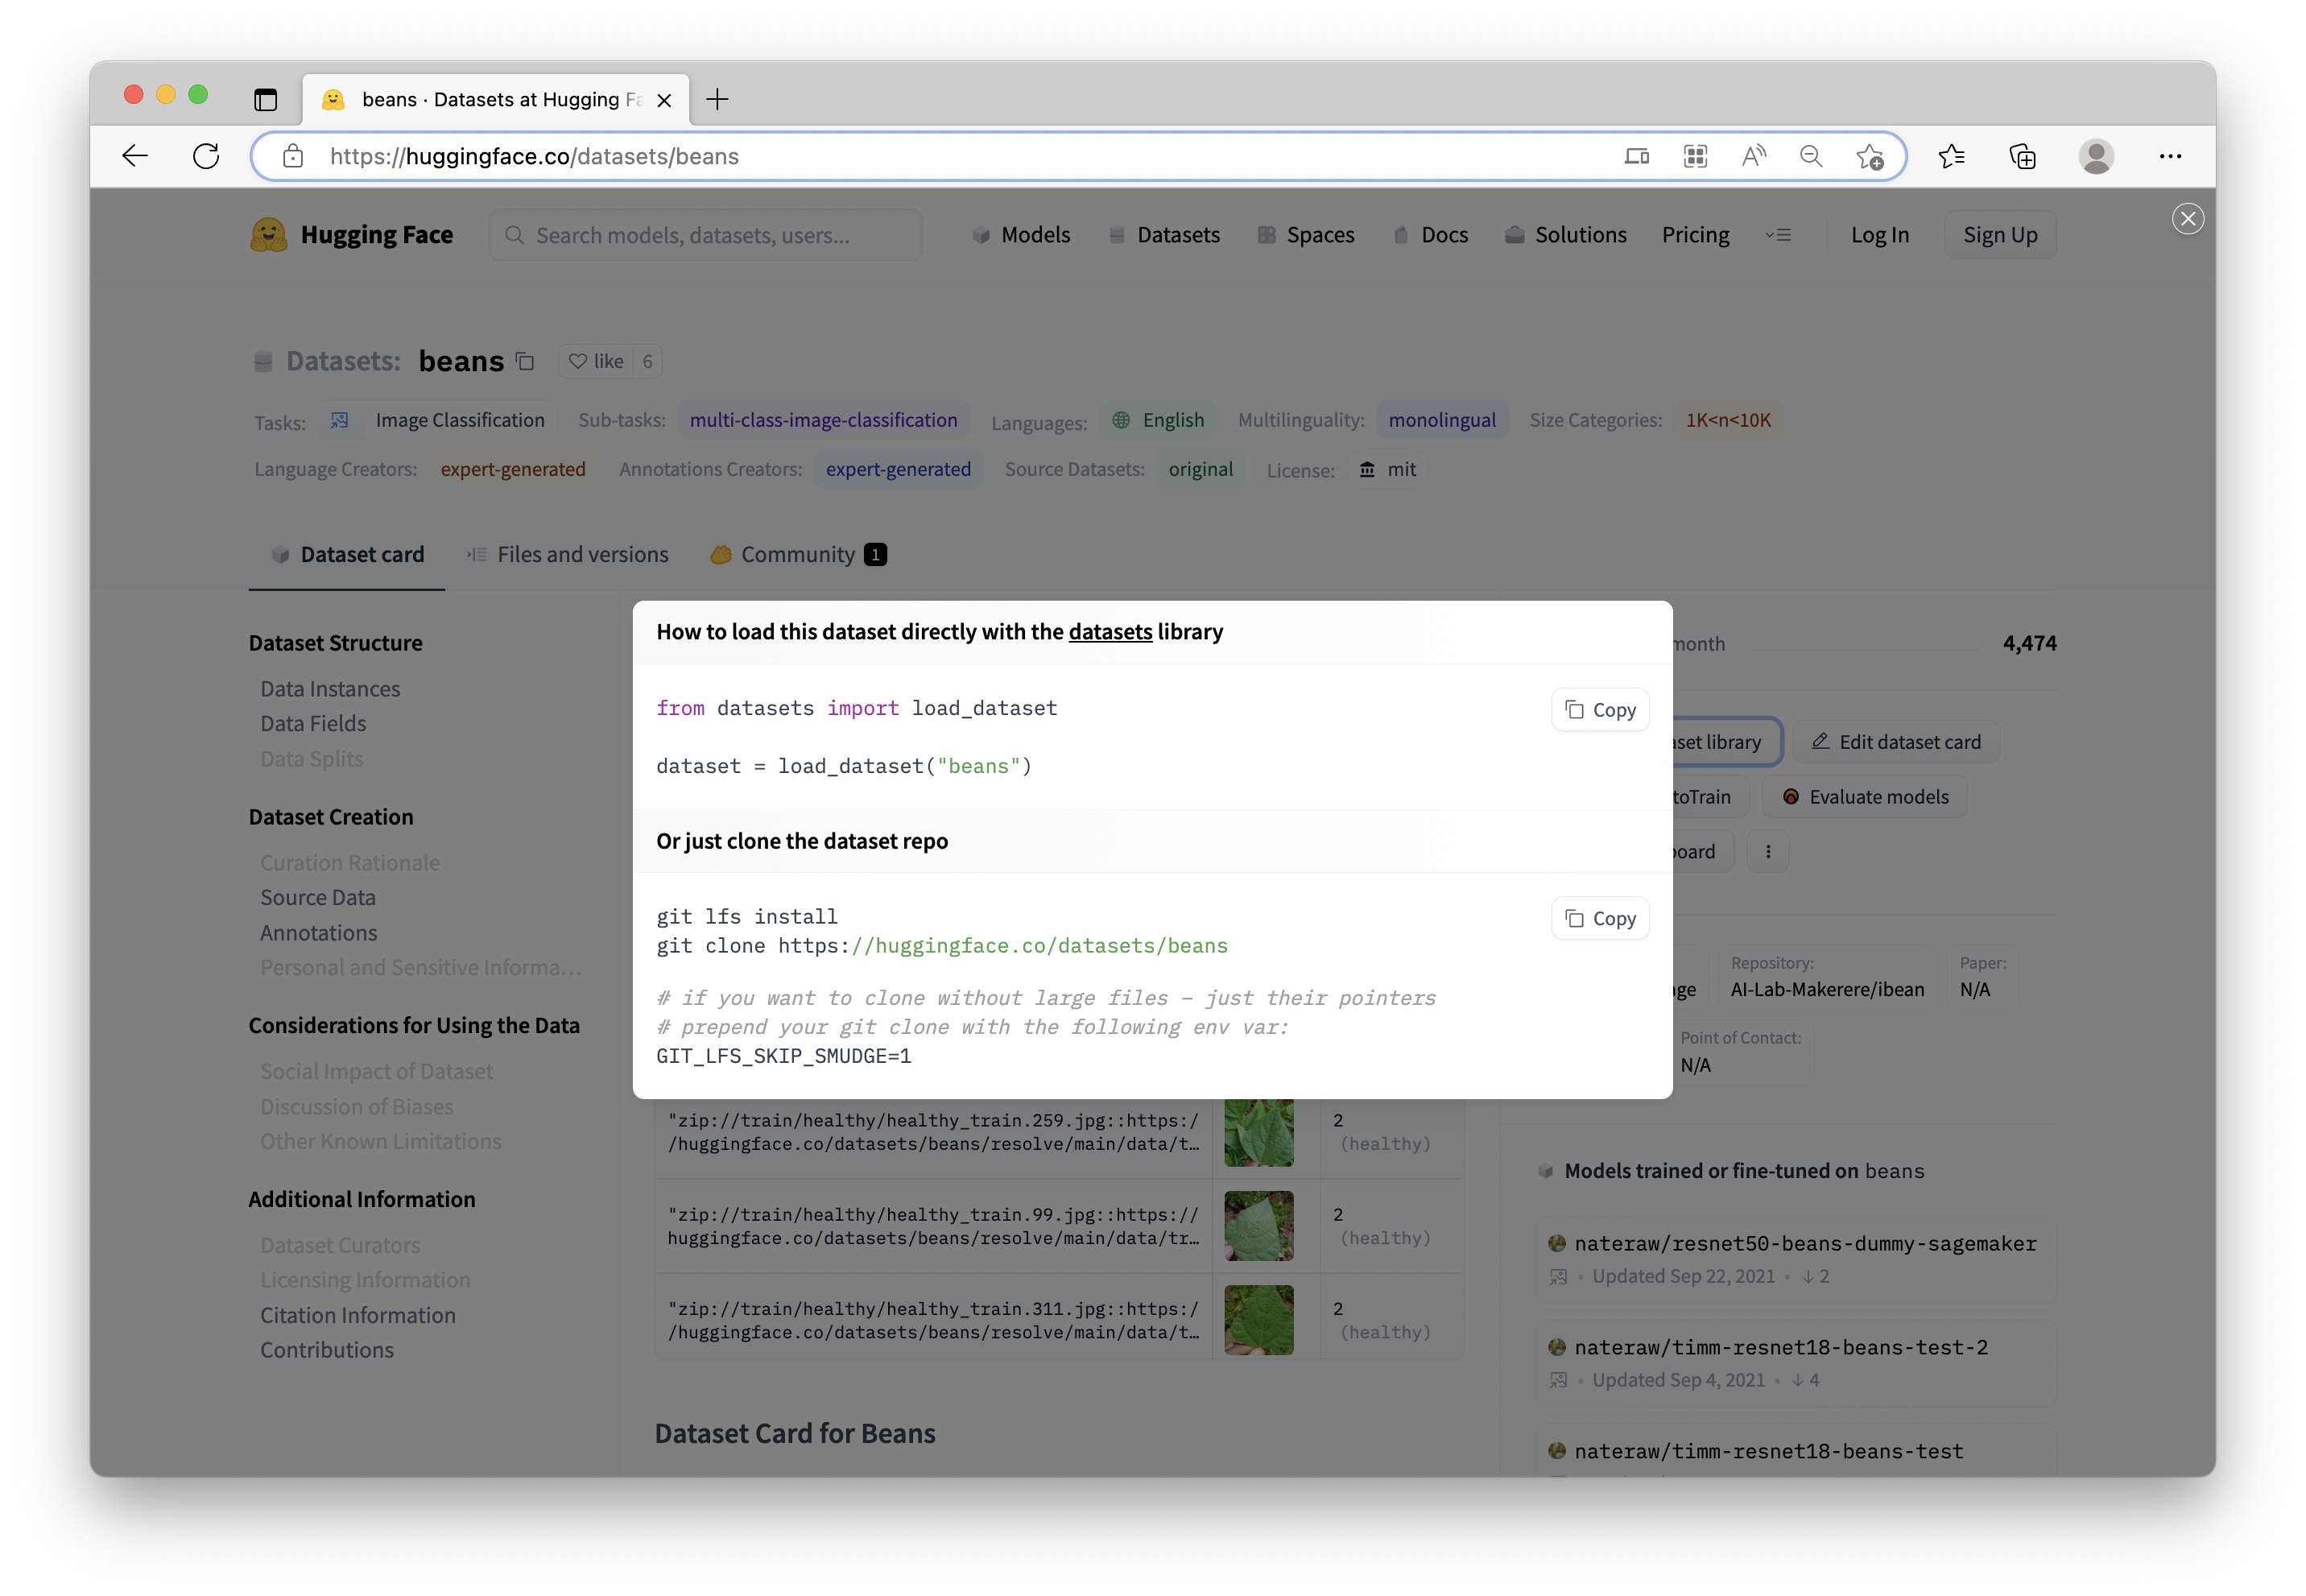 beans · Datasets at Hugging Fa
https://huggingface.co/datasets/beans
Hugging Face
Search models, datasets, users...
Models
Datasets
Spaces
Docs
Solutions
Pricing
Log In
Sign Up
Datasets: beans
like 6
Tasks: Image Classification Sub-tasks: multi-class-image-classification Languages: English Multilinguality: monolingual Size Categories: 1K<n<10K
Language Creators: expert-generated Annotations Creators: expert-generated Source Datasets: original License: mit
Dataset card
Files and versions
Community 1
Dataset Structure
Data Instances
Data Fields
Data Splits
Dataset Creation
Curation Rationale
Source Data
Annotations
Personal and Sensitive Informa...
Considerations for Using the Data
Social Impact of Dataset
Discussion of Biases
Other Known Limitations
Additional Information
Dataset Curators
Licensing Information
Citation Information
Contributions
How to load this dataset directly with the datasets library
from datasets import load_dataset
Copy
dataset = load_dataset("beans")
Or just clone the dataset repo
git lfs install
Copy
git clone https://huggingface.co/datasets/beans
# if you want to clone without large files – just their pointers
# prepend your git clone with the following env var:
GIT_LFS_SKIP_SMUDGE=1
"zip://train/healthy/healthy_train.259.jpg::https:/
/huggingface.co/datasets/beans/resolve/main/data/t…
2
(healthy)
"zip://train/healthy/healthy_train.99.jpg::https://
huggingface.co/datasets/beans/resolve/main/data/tr…
2
(healthy)
"zip://train/healthy/healthy_train.311.jpg::https:/
/huggingface.co/datasets/beans/resolve/main/data/t…
2
(healthy)
Dataset Card for Beans
month
4,474
library
Edit dataset card
toTrain
Evaluate models
oard
Repository:
AI-Lab-Makerere/ibean
Paper:
N/A
Point of Contact:
N/A
Models trained or fine-tuned on beans
nateraw/resnet50-beans-dummy-sagemaker
• Updated Sep 22, 2021 • ↓ 2
nateraw/timm-resnet18-beans-test-2
• Updated Sep 4, 2021 • ↓ 4
nateraw/timm-resnet18-beans-test